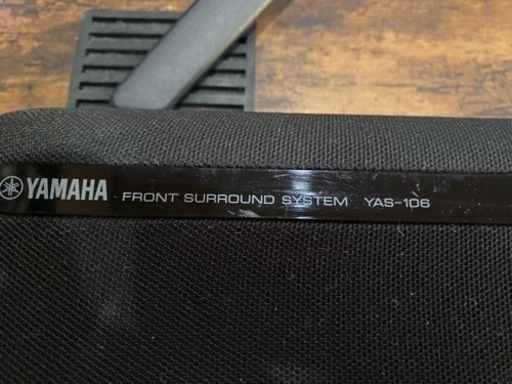 YAMAHA FRONT SURROUND SYSTEM YAS-106